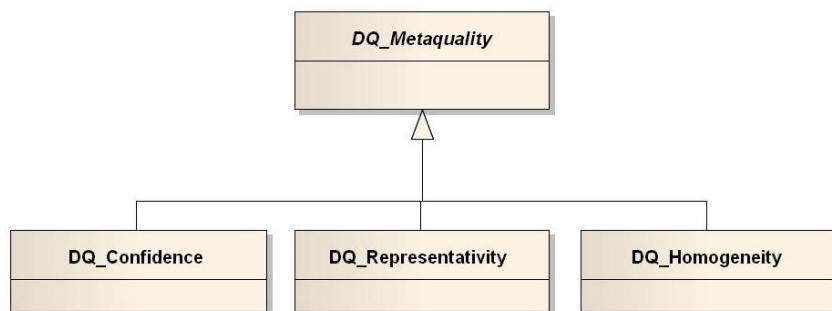 DQ_Metaquality
DQ_Confidence
DQ_Representativity
DQ_Homogeneity